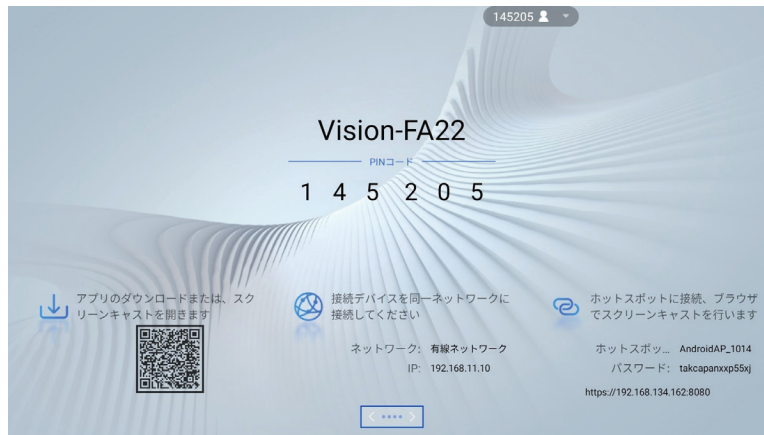 145205
Vision-FA22
PINコード
1 4 5 2 0 5
アプリのダウンロードまたは、スク
リーンキャストを開きます
接続デバイスを同一ネットワークに
接続してください
ネットワーク: 有線ネットワーク
IP: 192.168.11.10
ホットスポットに接続、ブラウザ
でスクリーンキャストを行います
ホットスポッ... AndroidAP_1014
パスワード: takcapanxxp55xj
https://192.168.134.162:8080